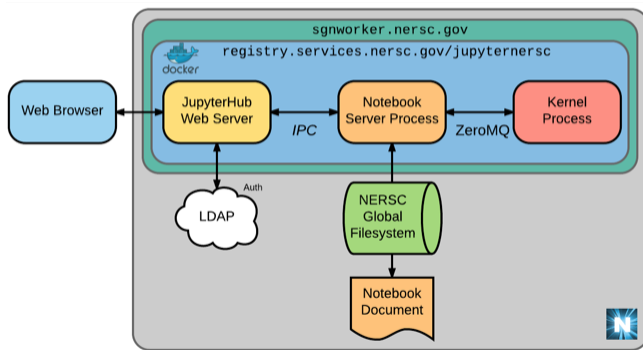 sgnworker.nersc.gov
docker
registry.services.nersc.gov/jupyternersc
Web Browser
JupyterHub
Web Server
IPC
Notebook
Server Process
ZeroMQ
Kernel
Process
Auth
LDAP
NERSC
Global
Filesystem
Notebook
Document
N